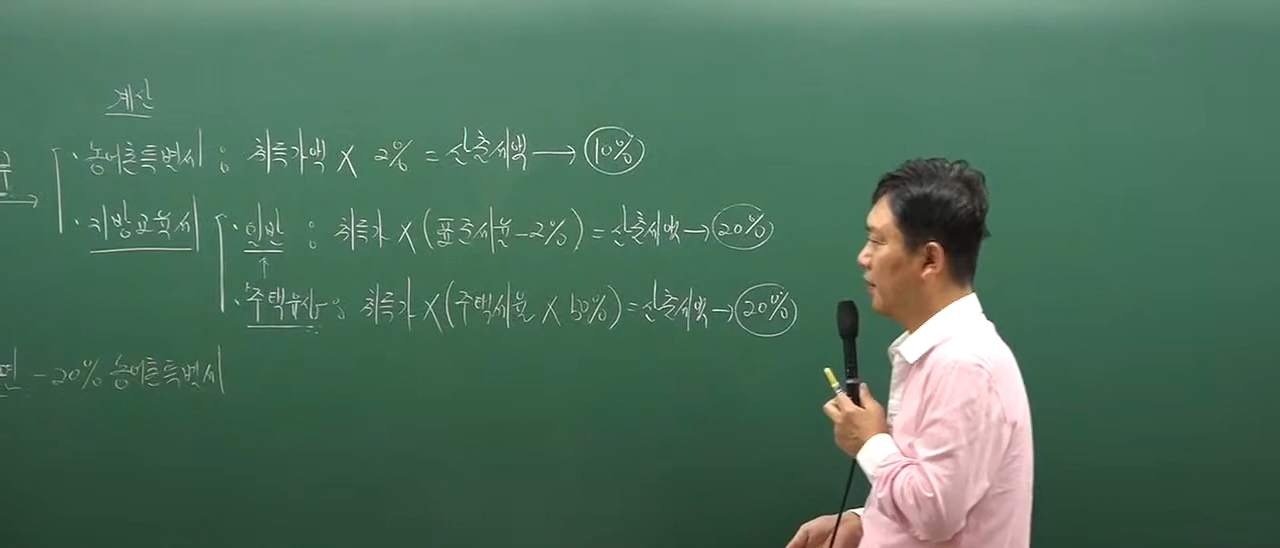 계산
· 농어촌특별세 : 취득가액 X 2% = 산출세액 → 10%
· 지방교육세
· 일반 : 취득가 X (표준세율 - 2%) = 산출세액 → 20%
↑
· 주택유상 : 취득가 X (주택세율 X 50%) = 산출세액 → 20%
- 20% 농어촌특별세